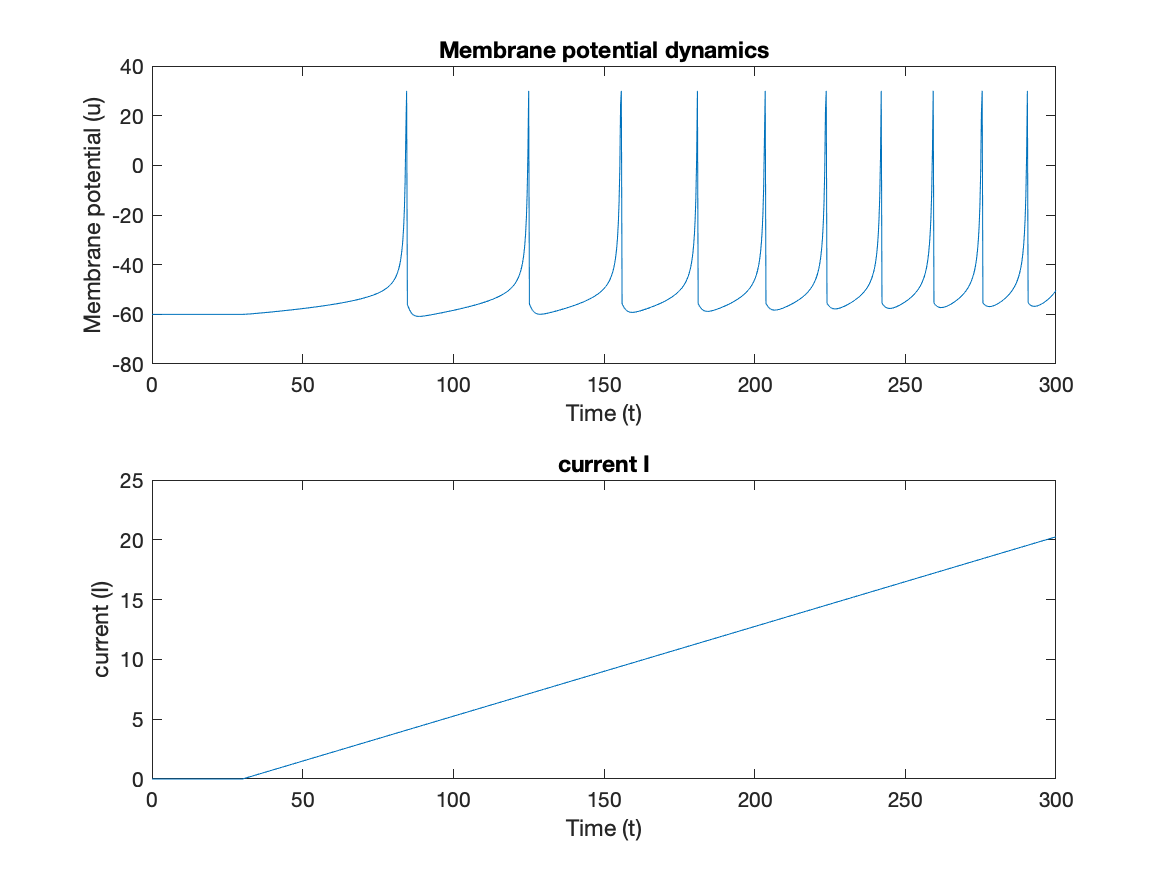 Membrane potential dynamics
Membrane potential (u)
40
20
0
-20
-40
-60
-80
0 50 100 150 200 250 300
Time (t)
current I
current (I)
25
20
15
10
5
0
0 50 100 150 200 250 300
Time (t)